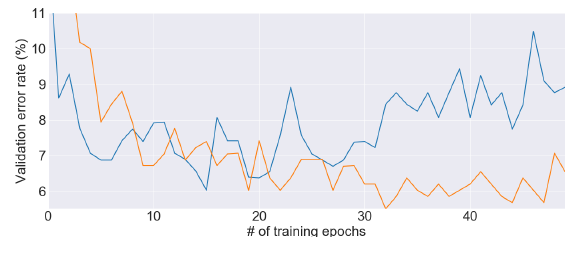 11
10
9
8
7
6
Validation error rate (%)
0 10 20 30 40
# of training epochs